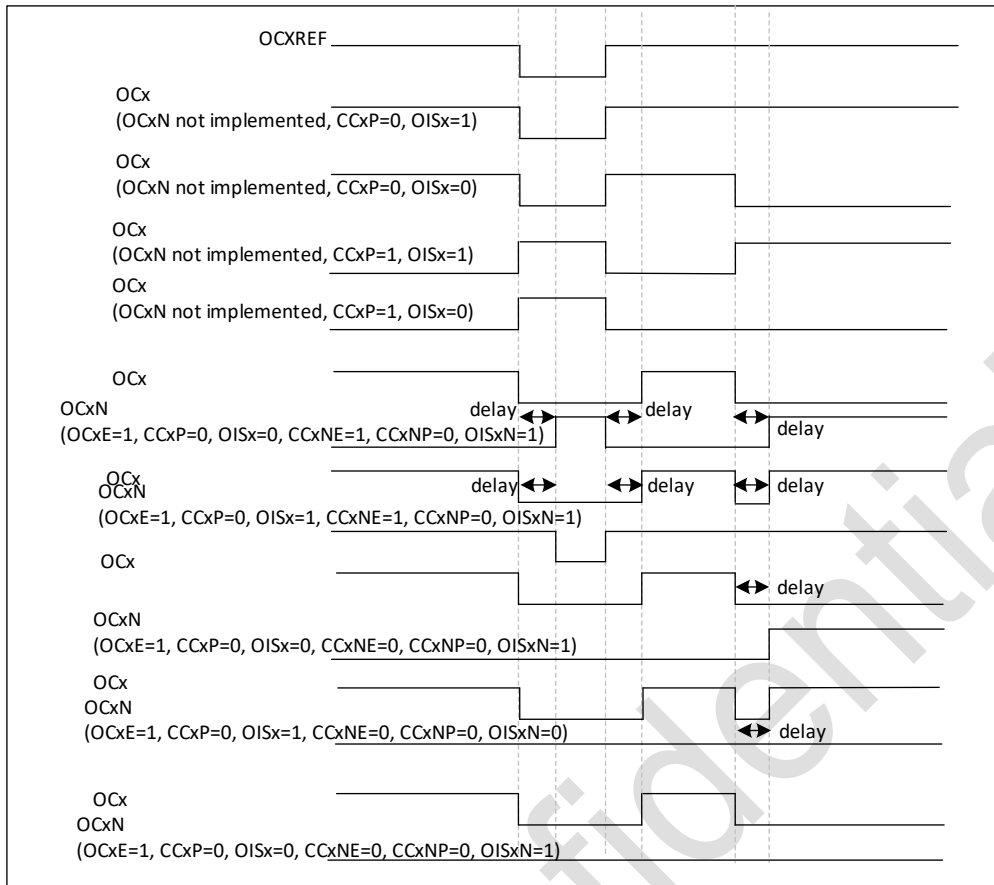 OCXREF
OCx
(OCxN not implemented, CCxP=0, OISx=1)
OCx
(OCxN not implemented, CCxP=0, OISx=0)
OCx
(OCxN not implemented, CCxP=1, OISx=1)
OCx
(OCxN not implemented, CCxP=1, OISx=0)
OCx
OCxN
delay
delay
delay
(OCxE=1, CCxP=0, OISx=0, CCxNE=1, CCxNP=0, OISxN=1)
OCx
delay
delay
delay
OCxN
(OCxE=1, CCxP=0, OISx=1, CCxNE=1, CCxNP=0, OISxN=1)
OCx
delay
OCxN
(OCxE=1, CCxP=0, OISx=0, CCxNE=0, CCxNP=0, OISxN=1)
OCx
OCxN
(OCxE=1, CCxP=0, OISx=1, CCxNE=0, CCxNP=0, OISxN=0)
delay
OCx
OCxN
(OCxE=1, CCxP=0, OISx=0, CCxNE=0, CCxNP=0, OISxN=1)
nfidentia